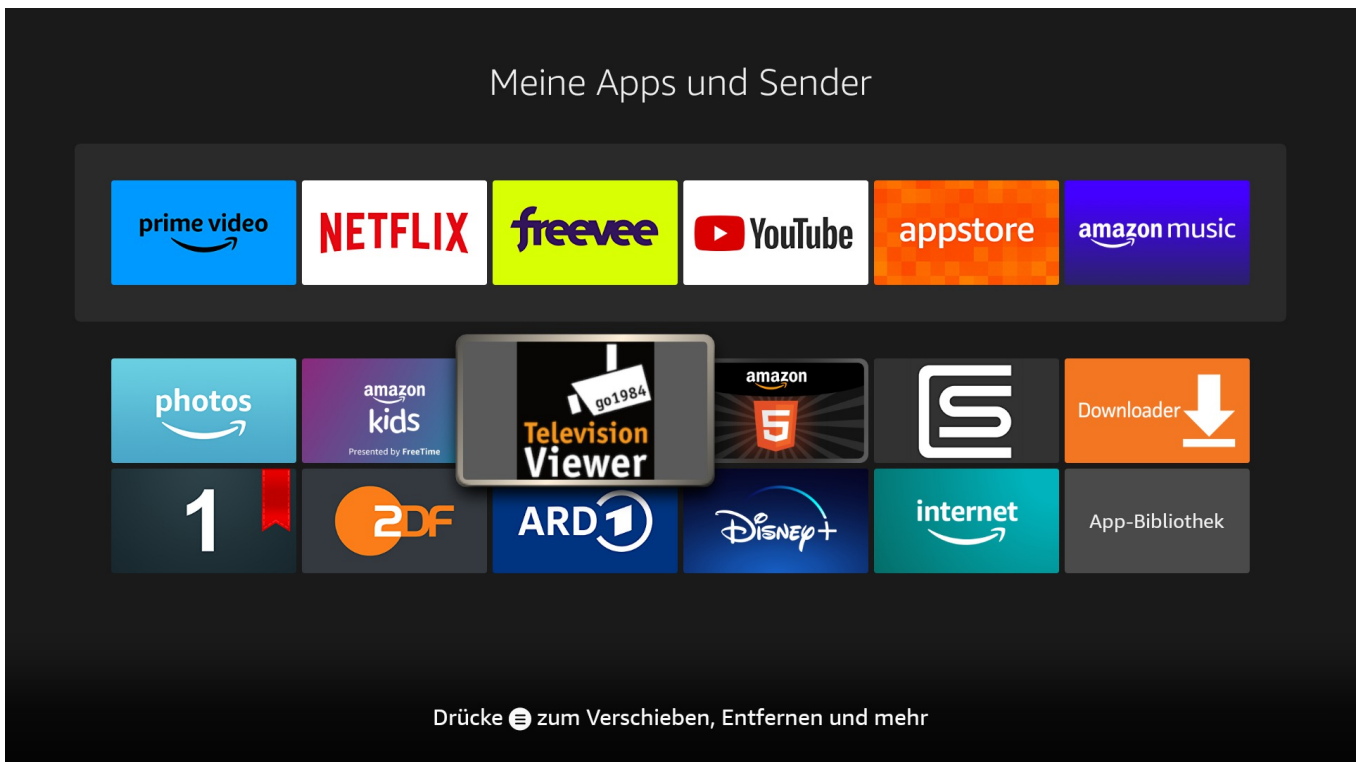 Meine Apps und Sender
prime video
NETFLIX
freevee
YouTube
appstore
amazon music
photos
amazon
kids
Presented by FreeTime
go1984
Television
Viewer
amazon
5
Downloader
1
ZDF
ARD 1
Disney+
internet
App-Bibliothek
Drücke zum Verschieben, Entfernen und mehr